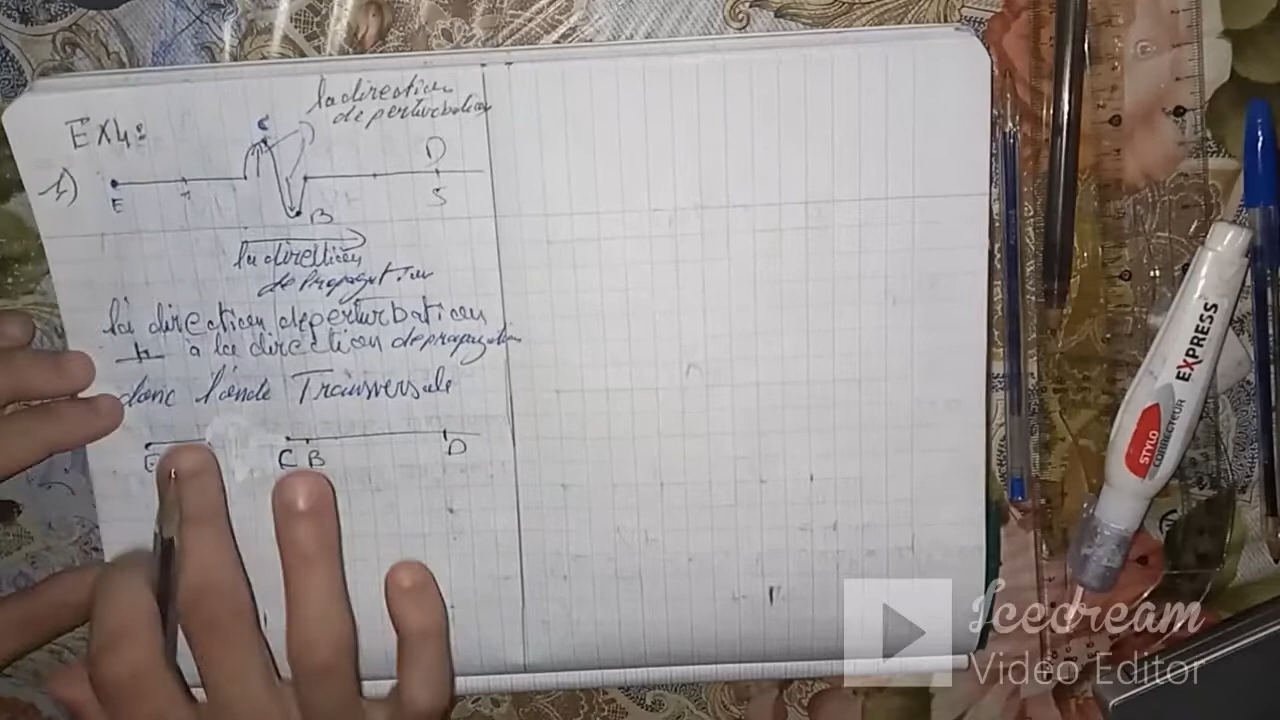 EX4:
la direction
de perturbation
1)
C
D
E
S
B
la direction
de Propagation
la direction de perturbation
à la direction de propagation
donc l'onde Transversale
E C B D
STYLO
CORRECTEUR
EXPRESS
Icecream
Video Editor